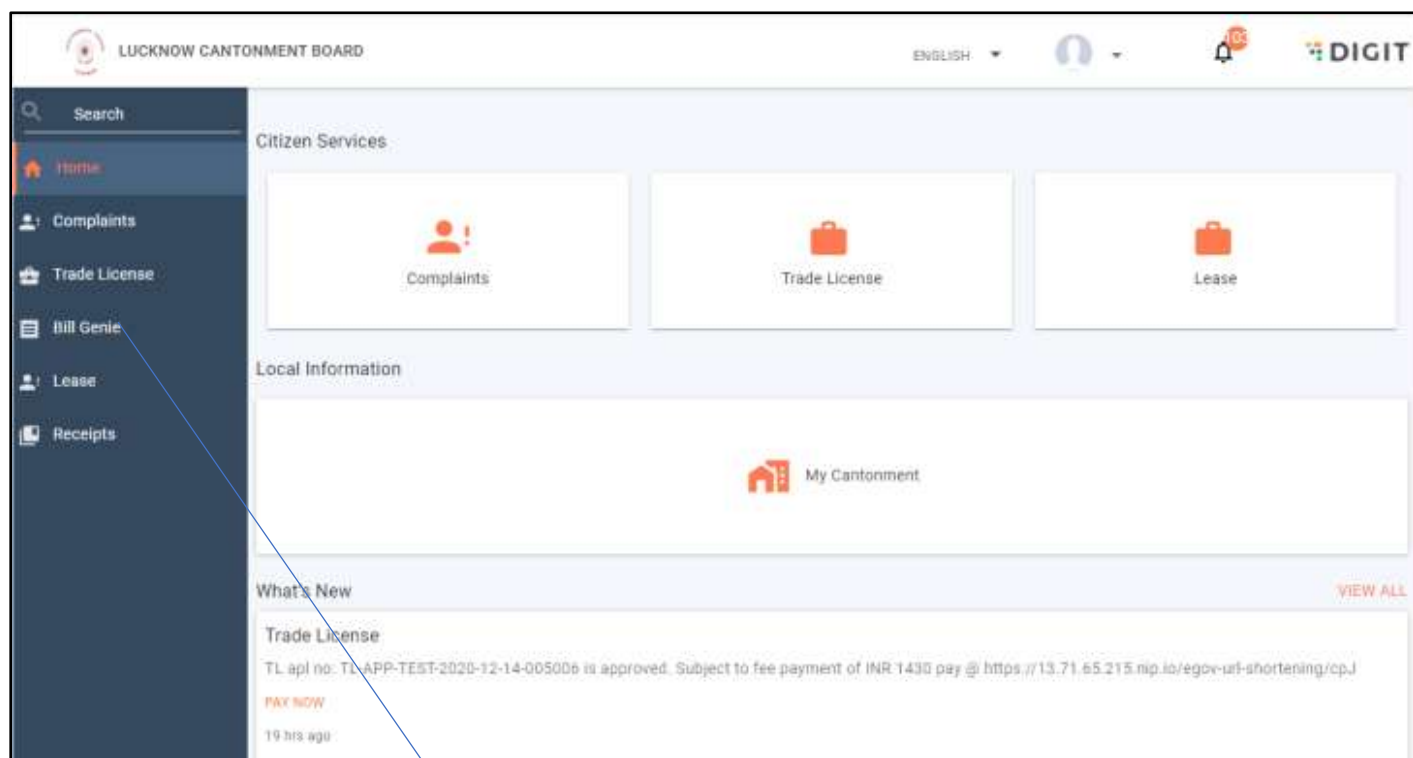 LUCKNOW CANTONMENT BOARD
ENGLISH
103
DIGIT
Search
Home
Complaints
Trade License
Bill Genie
Lease
Receipts
Citizen Services
Complaints
Trade License
Lease
Local Information
My Cantonment
What's New
VIEW ALL
Trade License
TL apl no: TL-APP-TEST-2020-12-14-005006 is approved. Subject to fee payment of INR 1430 pay @ https://13.71.65.215.nip.io/egov-url-shortening/cpJ
PAY NOW
19 hrs ago